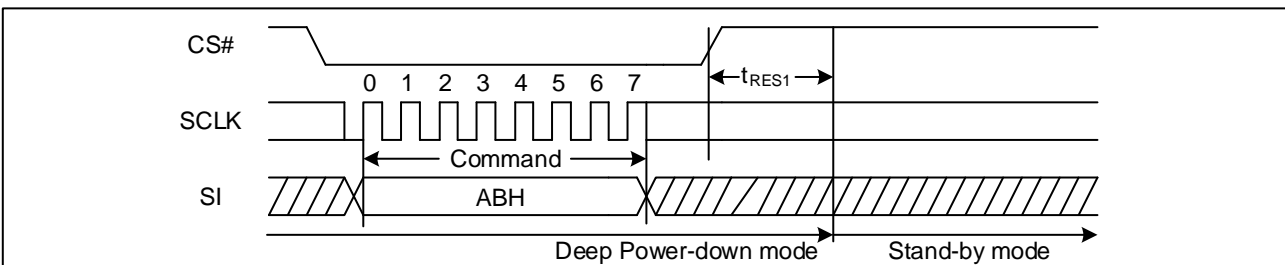 CS#
tRES1
0 1 2 3 4 5 6 7
SCLK
Command
SI
ABH
Deep Power-down mode
Stand-by mode